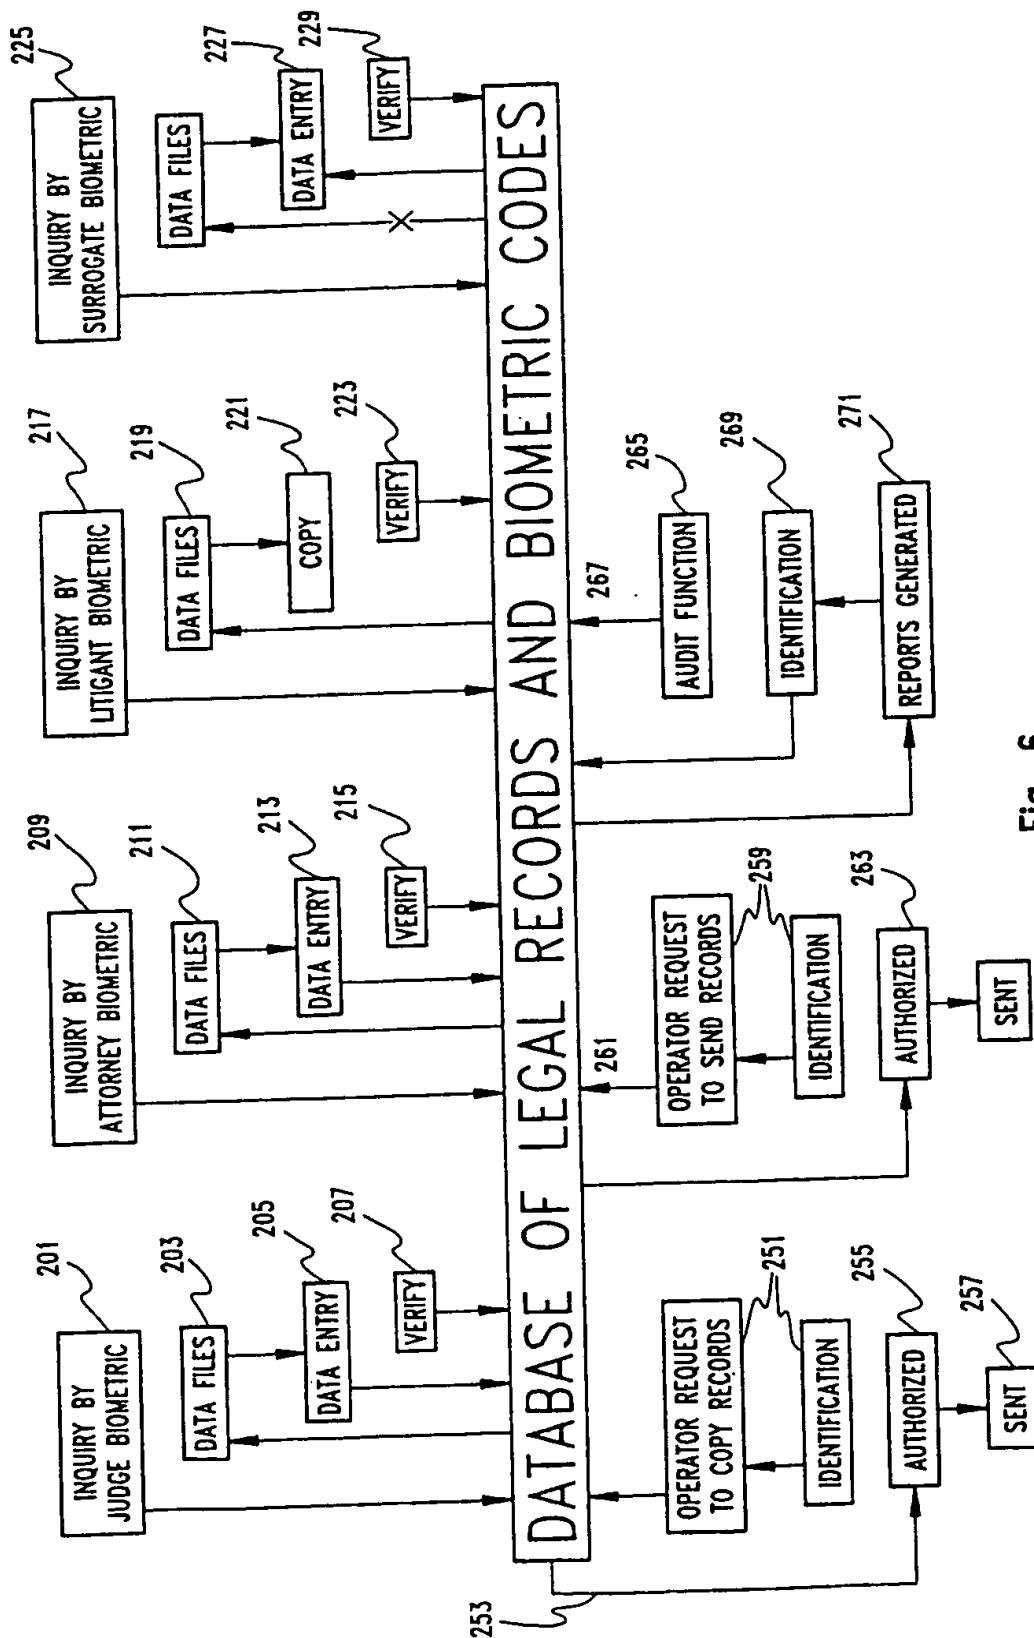 201
INQUIRY BY
JUDGE BIOMETRIC
203
DATA FILES
205
DATA ENTRY
207
VERIFY
209
INQUIRY BY
ATTORNEY BIOMETRIC
211
DATA FILES
213
DATA ENTRY
215
VERIFY
217
INQUIRY BY
LITIGANT BIOMETRIC
219
DATA FILES
221
COPY
223
VERIFY
225
INQUIRY BY
SURROGATE BIOMETRIC
DATA FILES
227
DATA ENTRY
229
VERIFY
DATABASE OF LEGAL RECORDS AND BIOMETRIC CODES
253
OPERATOR REQUEST
TO COPY RECORDS
251
IDENTIFICATION
255
AUTHORIZED
257
SENT
261
OPERATOR REQUEST
TO SEND RECORDS
259
IDENTIFICATION
263
AUTHORIZED
SENT
267
265
AUDIT FUNCTION
269
IDENTIFICATION
271
REPORTS GENERATED
Fig.